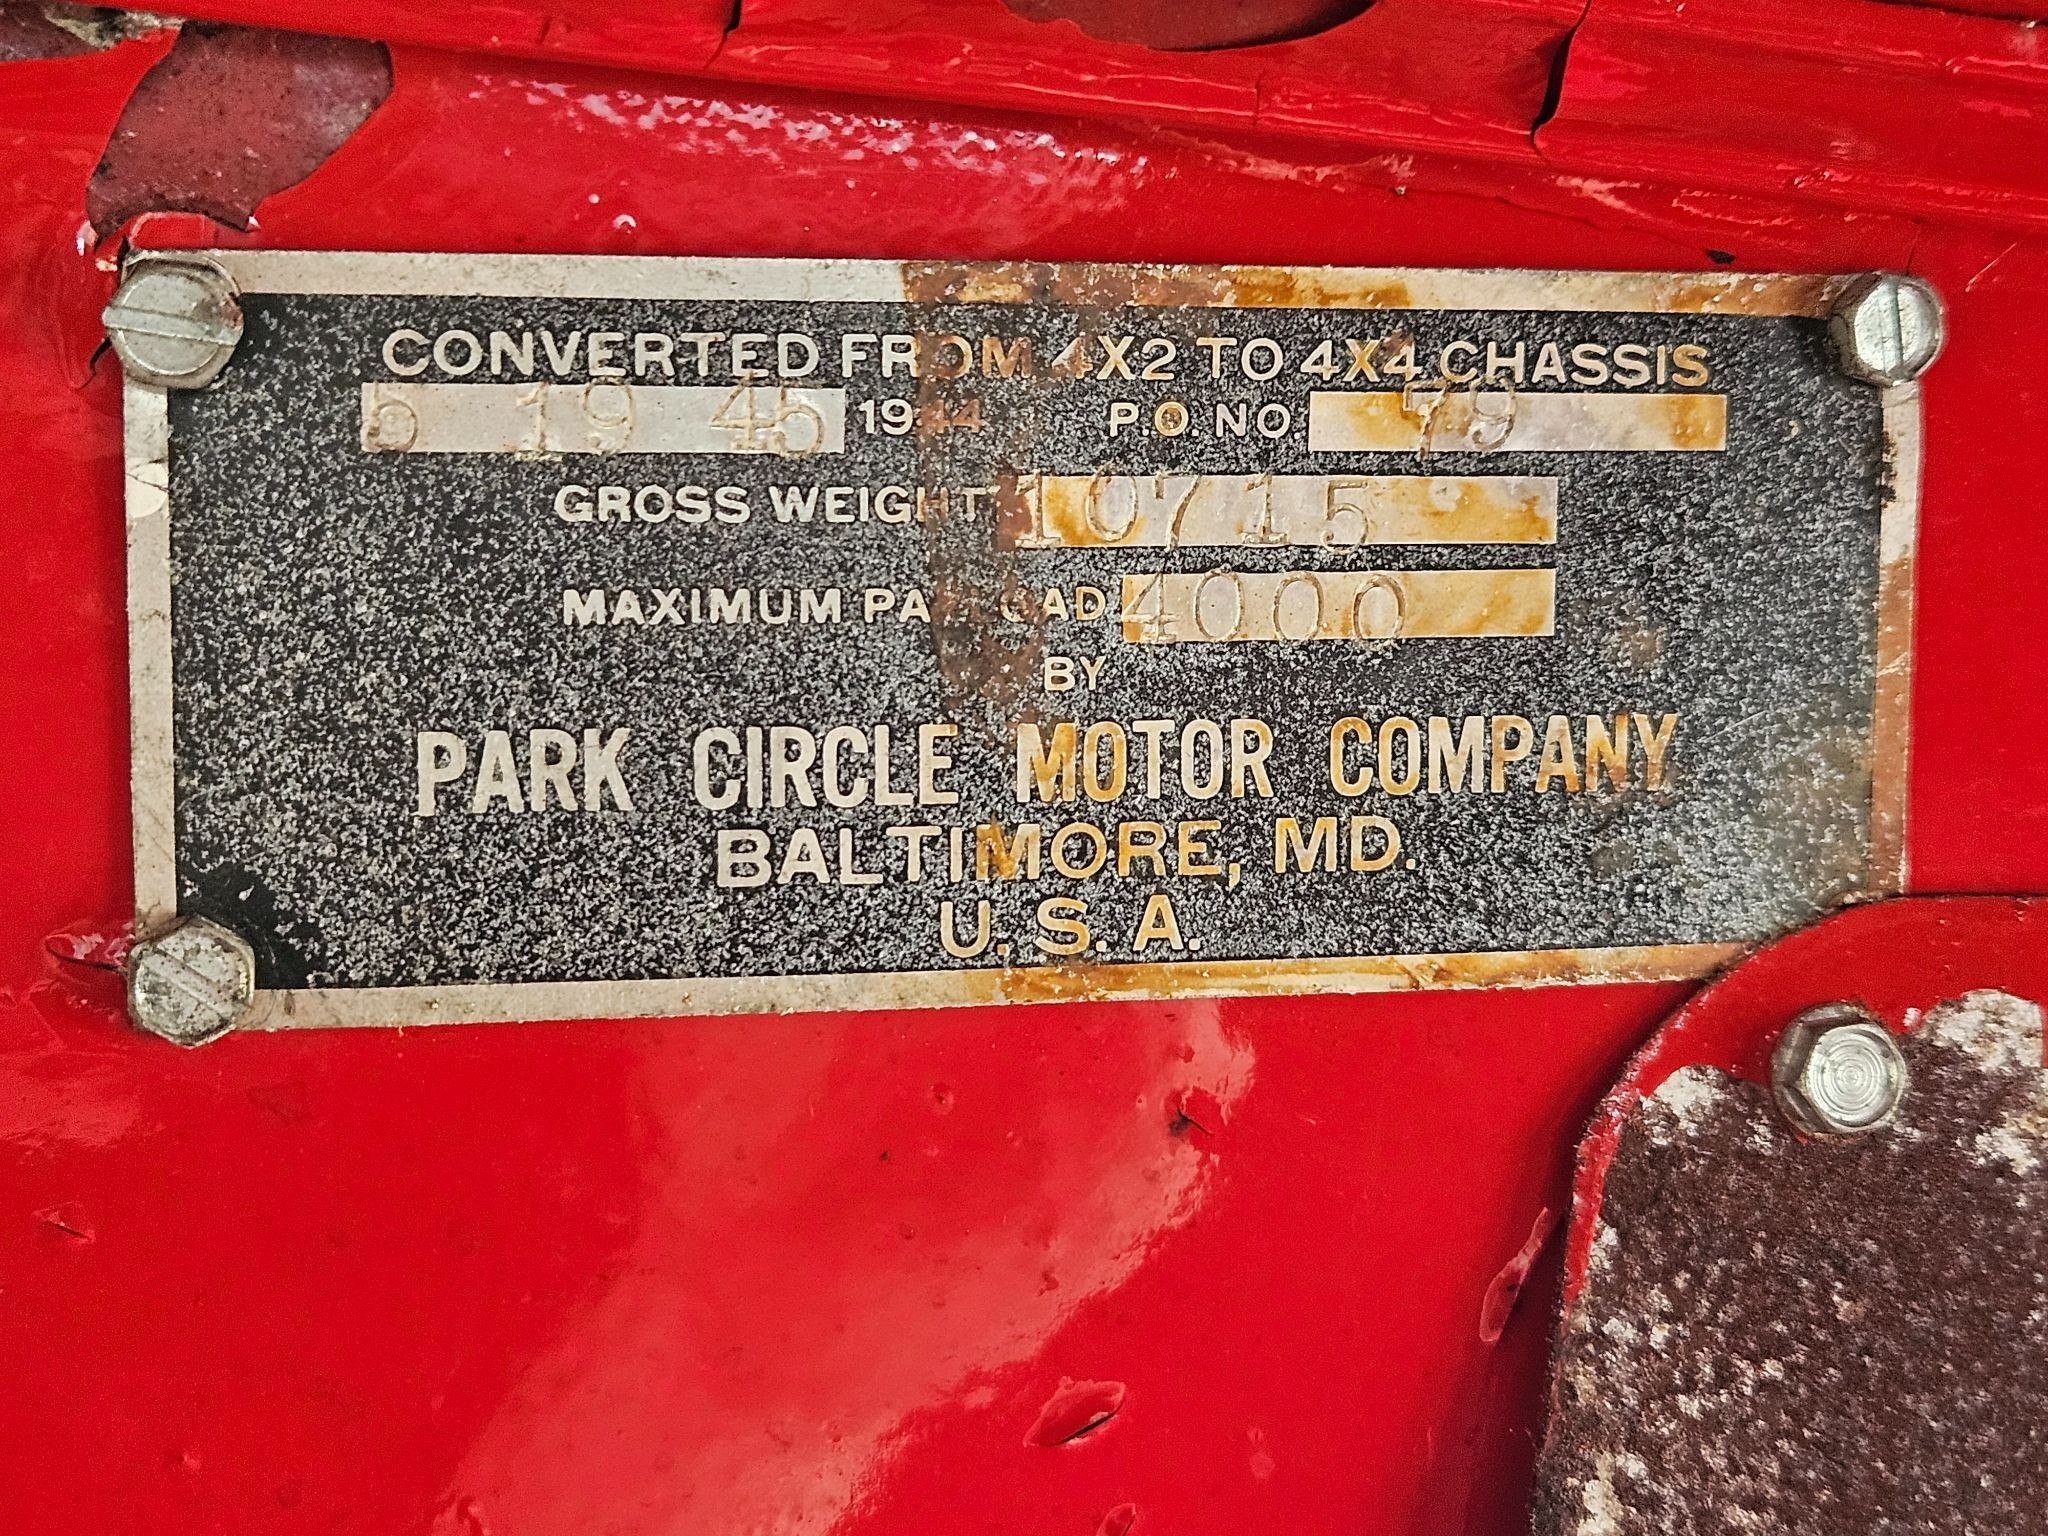 CONVERTED FROM 4X2 TO 4X4 CHASSIS
5 19 45 1944 P.O. NO. 79
GROSS WEIGHT 10715
MAXIMUM PAYLOAD 4000
BY
PARK CIRCLE MOTOR COMPANY
BALTIMORE, MD.
U. S. A.